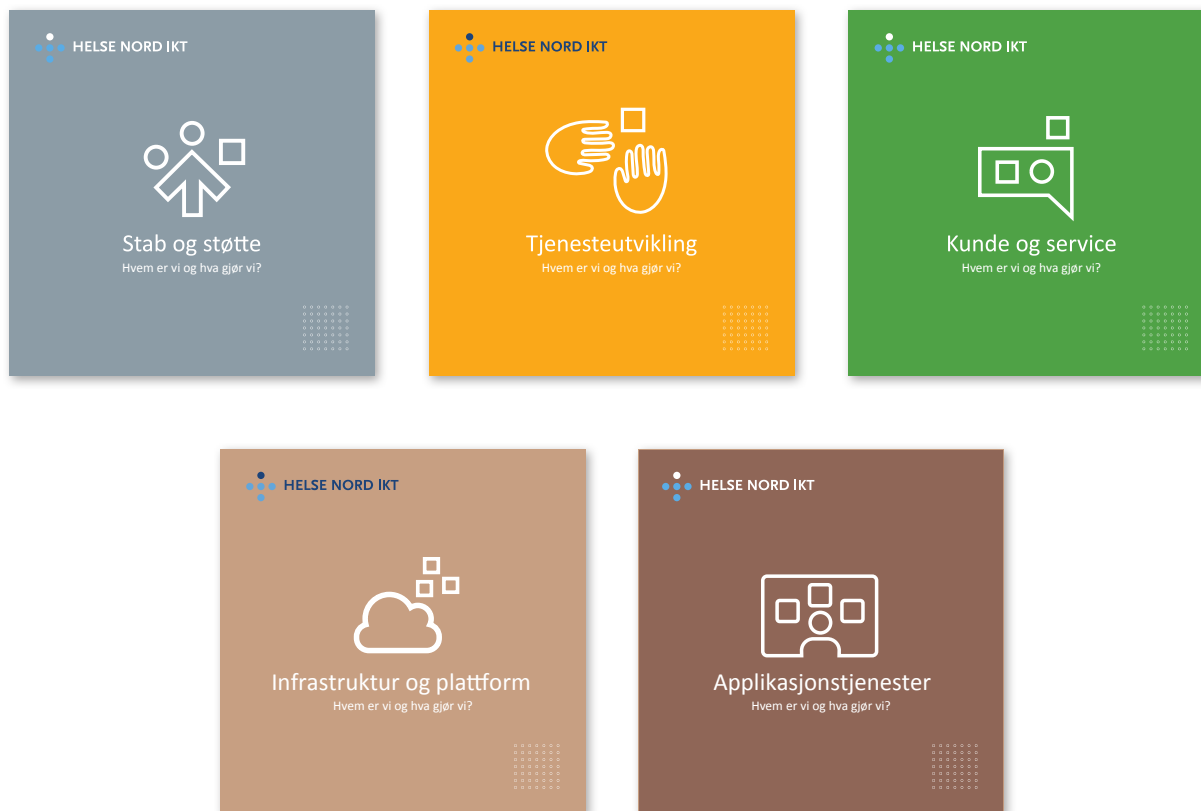 HELSE NORD IKT
Stab og støtte
Hvem er vi og hva gjør vi?
HELSE NORD IKT
Tjenesteutvikling
Hvem er vi og hva gjør vi?
HELSE NORD IKT
Kunde og service
Hvem er vi og hva gjør vi?
HELSE NORD IKT
Infrastruktur og plattform
Hvem er vi og hva gjør vi?
HELSE NORD IKT
Applikasjonstjenester
Hvem er vi og hva gjør vi?